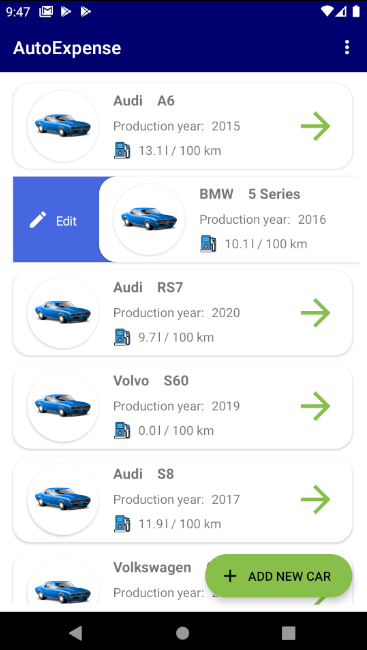 9:47
AutoExpense
Audi A6
Production year: 2015
13.1 l / 100 km
Edit
BMW 5 Series
Production year: 2016
10.1 l / 100 km
Audi RS7
Production year: 2020
9.7 l / 100 km
Volvo S60
Production year: 2019
0.0 l / 100 km
Audi S8
Production year: 2017
11.9 l / 100 km
Volkswagen
Production year:
ADD NEW CAR